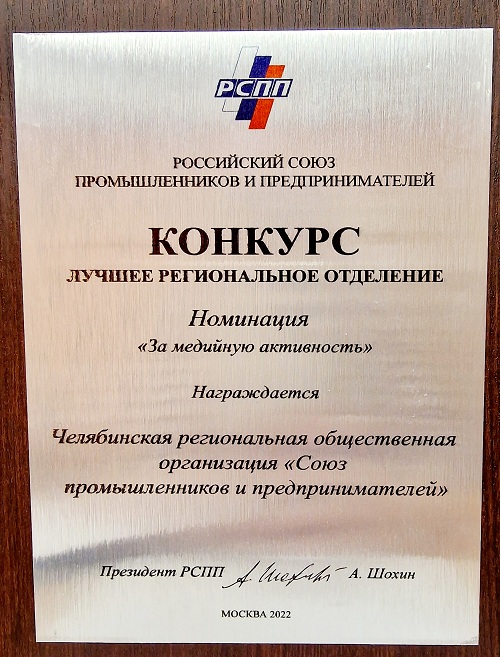 РСПП
РОССИЙСКИЙ СОЮЗ
ПРОМЫШЛЕННИКОВ И ПРЕДПРИНИМАТЕЛЕЙ
КОНКУРС
ЛУЧШЕЕ РЕГИОНАЛЬНОЕ ОТДЕЛЕНИЕ
Номинация
«За медийную активность»
Награждается
Челябинская региональная общественная
организация «Союз
промышленников и предпринимателей»
Президент РСПП А. Шохин А. Шохин
МОСКВА 2022